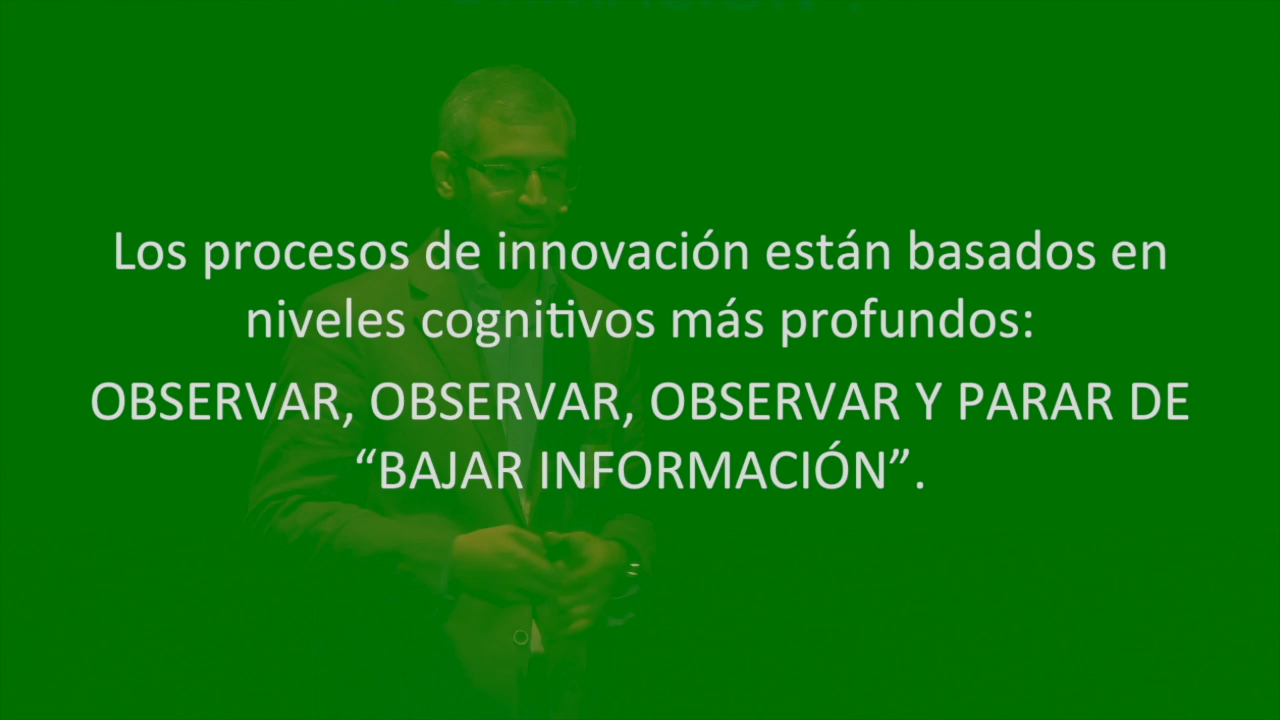 Los procesos de innovación están basados en
niveles cognitivos más profundos:
OBSERVAR, OBSERVAR, OBSERVAR Y PARAR DE
“BAJAR INFORMACIÓN”.